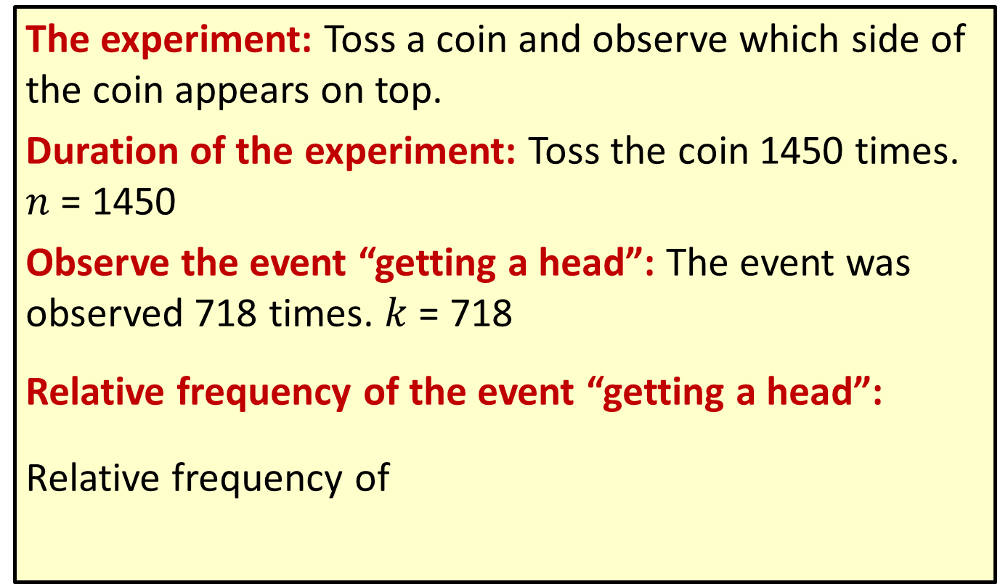 The experiment: Toss a coin and observe which side of
the coin appears on top.
Duration of the experiment: Toss the coin 1450 times.
n = 1450
Observe the event “getting a head”: The event was
observed 718 times. k = 718
Relative frequency of the event “getting a head”:
Relative frequency of